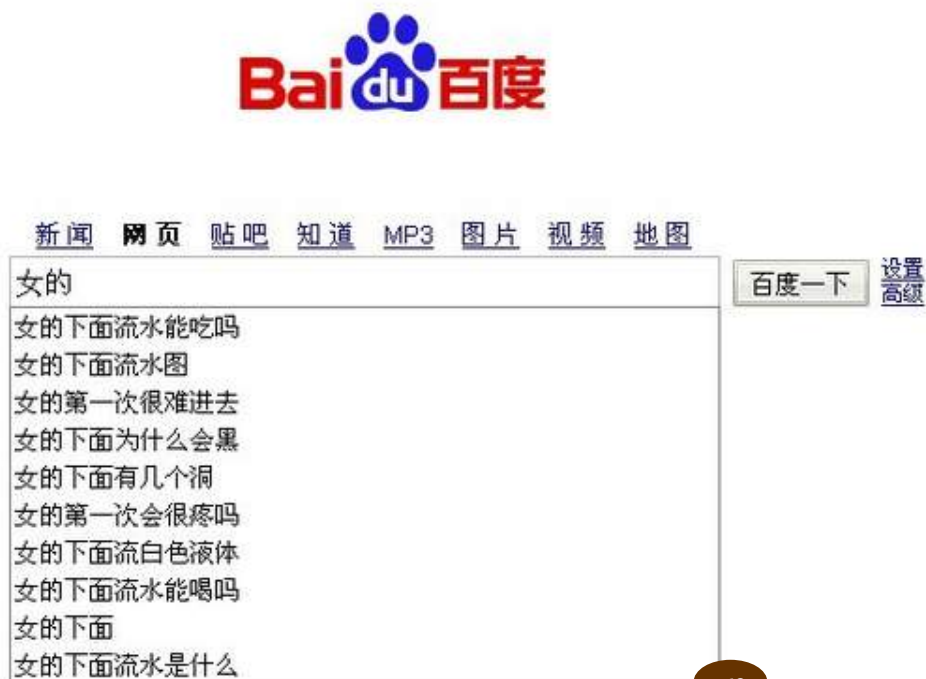 Bai du 百度
新闻 网页 贴吧 知道 MP3 图片 视频 地图
女的 百度一下 设置 高级
女的下面流水能吃吗
女的下面流水图
女的第一次很难进去
女的下面为什么会黑
女的下面有几个洞
女的第一次会很疼吗
女的下面流白色液体
女的下面流水能喝吗
女的下面
女的下面流水是什么